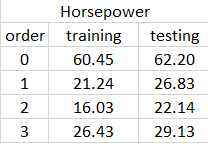 Horsepower
order training testing
0 60.45 62.20
1 21.24 26.83
2 16.03 22.14
3 26.43 29.13